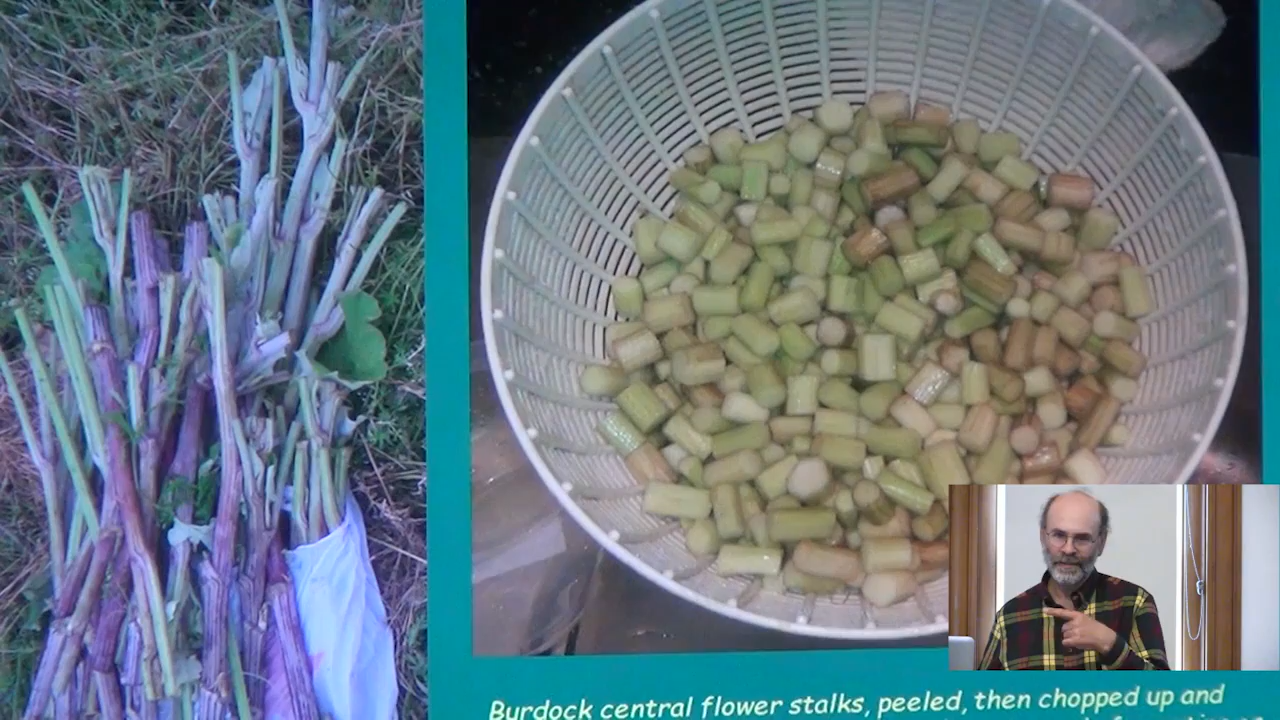 Burdock central flower stalks, peeled, then chopped up and